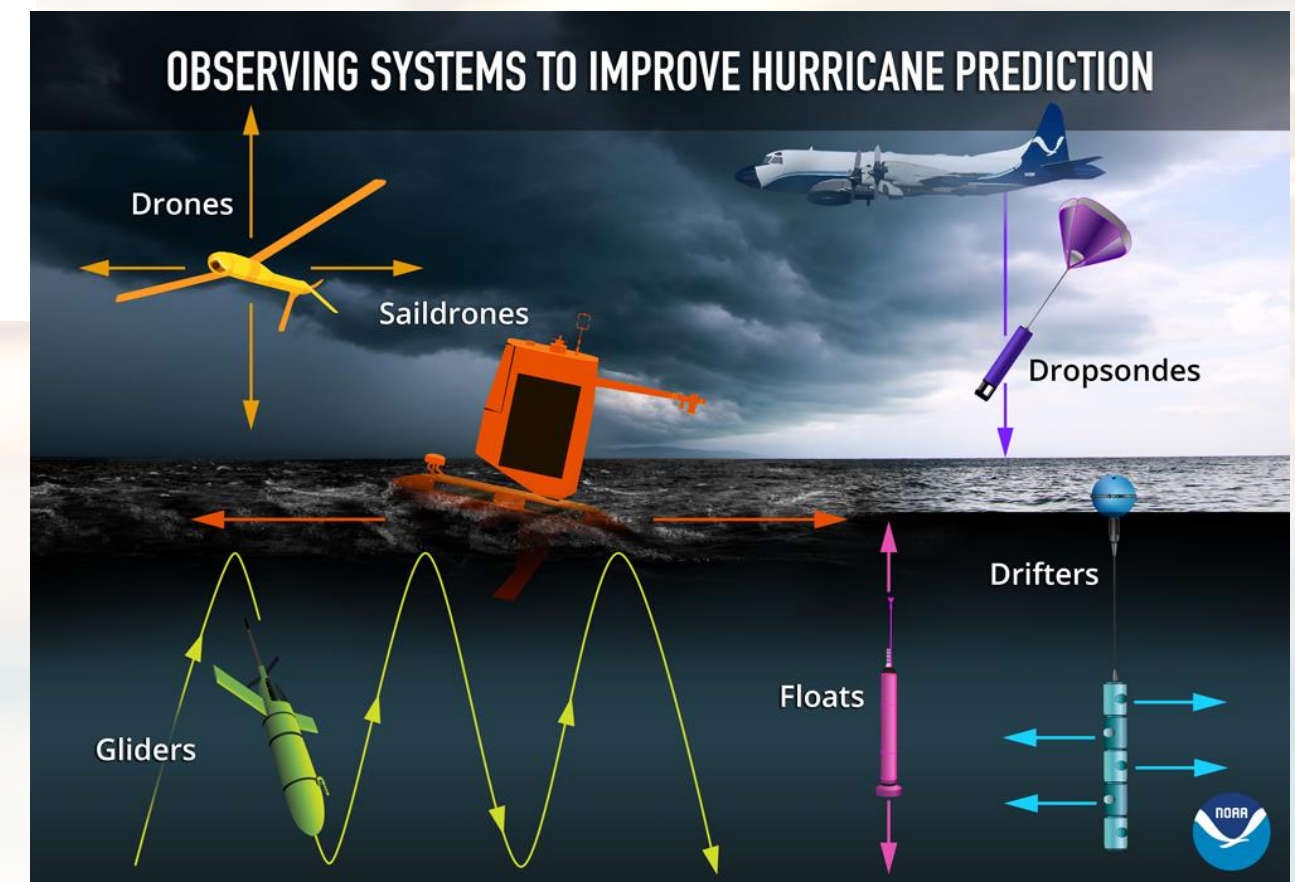 OBSERVING SYSTEMS TO IMPROVE HURRICANE PREDICTION
Drones
Saildrones
Dropsondes
Drifters
Floats
Gliders
NOAA